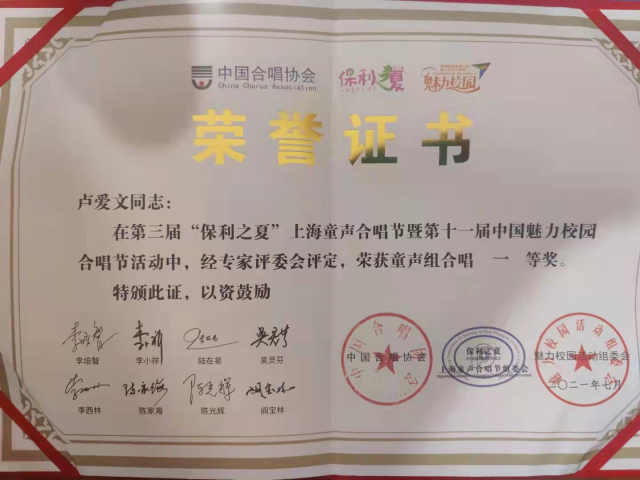 中国合唱协会
China Chorus Association
保利 夏
魅力校园
荣誉证书
卢爱文同志：
在第三届“保利之夏”上海童声合唱节暨第十一届中国魅力校园
合唱节活动中，经专家评委会评定，荣获童声组合唱 一 等奖。
特颁此证，以资鼓励
李培智 李小祥 陆在易 吴灵芬
李西林 陈家海 陈光辉 阎宝林
中国合唱协会
保利之夏
上海童声合唱节组委会
魅力校园活动组委会
二〇二一年七月